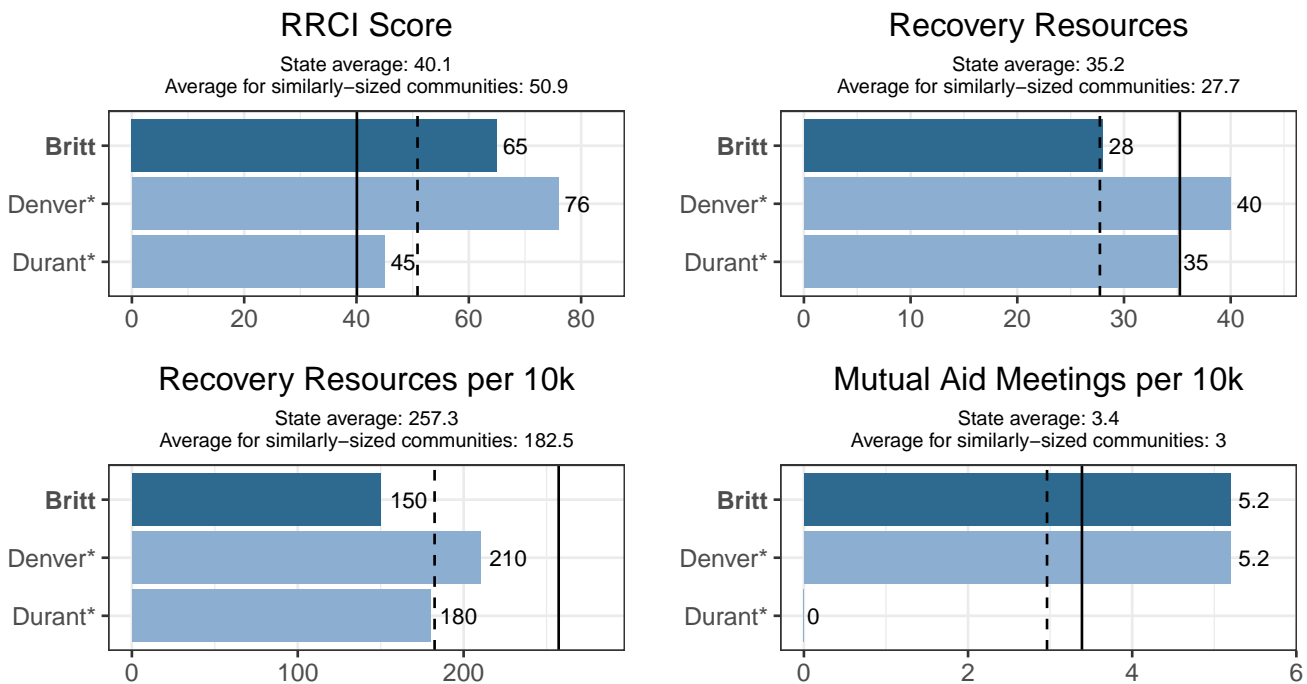 RRCI Score
State average: 40.1
Average for similarly−sized communities: 50.9
Britt
65
Denver*
76
Durant*
45
0 20 40 60 80
Recovery Resources
State average: 35.2
Average for similarly−sized communities: 27.7
Britt
28
Denver*
40
Durant*
35
0 10 20 30 40
Recovery Resources per 10k
State average: 257.3
Average for similarly−sized communities: 182.5
Britt
150
Denver*
210
Durant*
180
0 100 200
Mutual Aid Meetings per 10k
State average: 3.4
Average for similarly−sized communities: 3
Britt
5.2
Denver*
5.2
Durant*
0
0 2 4 6